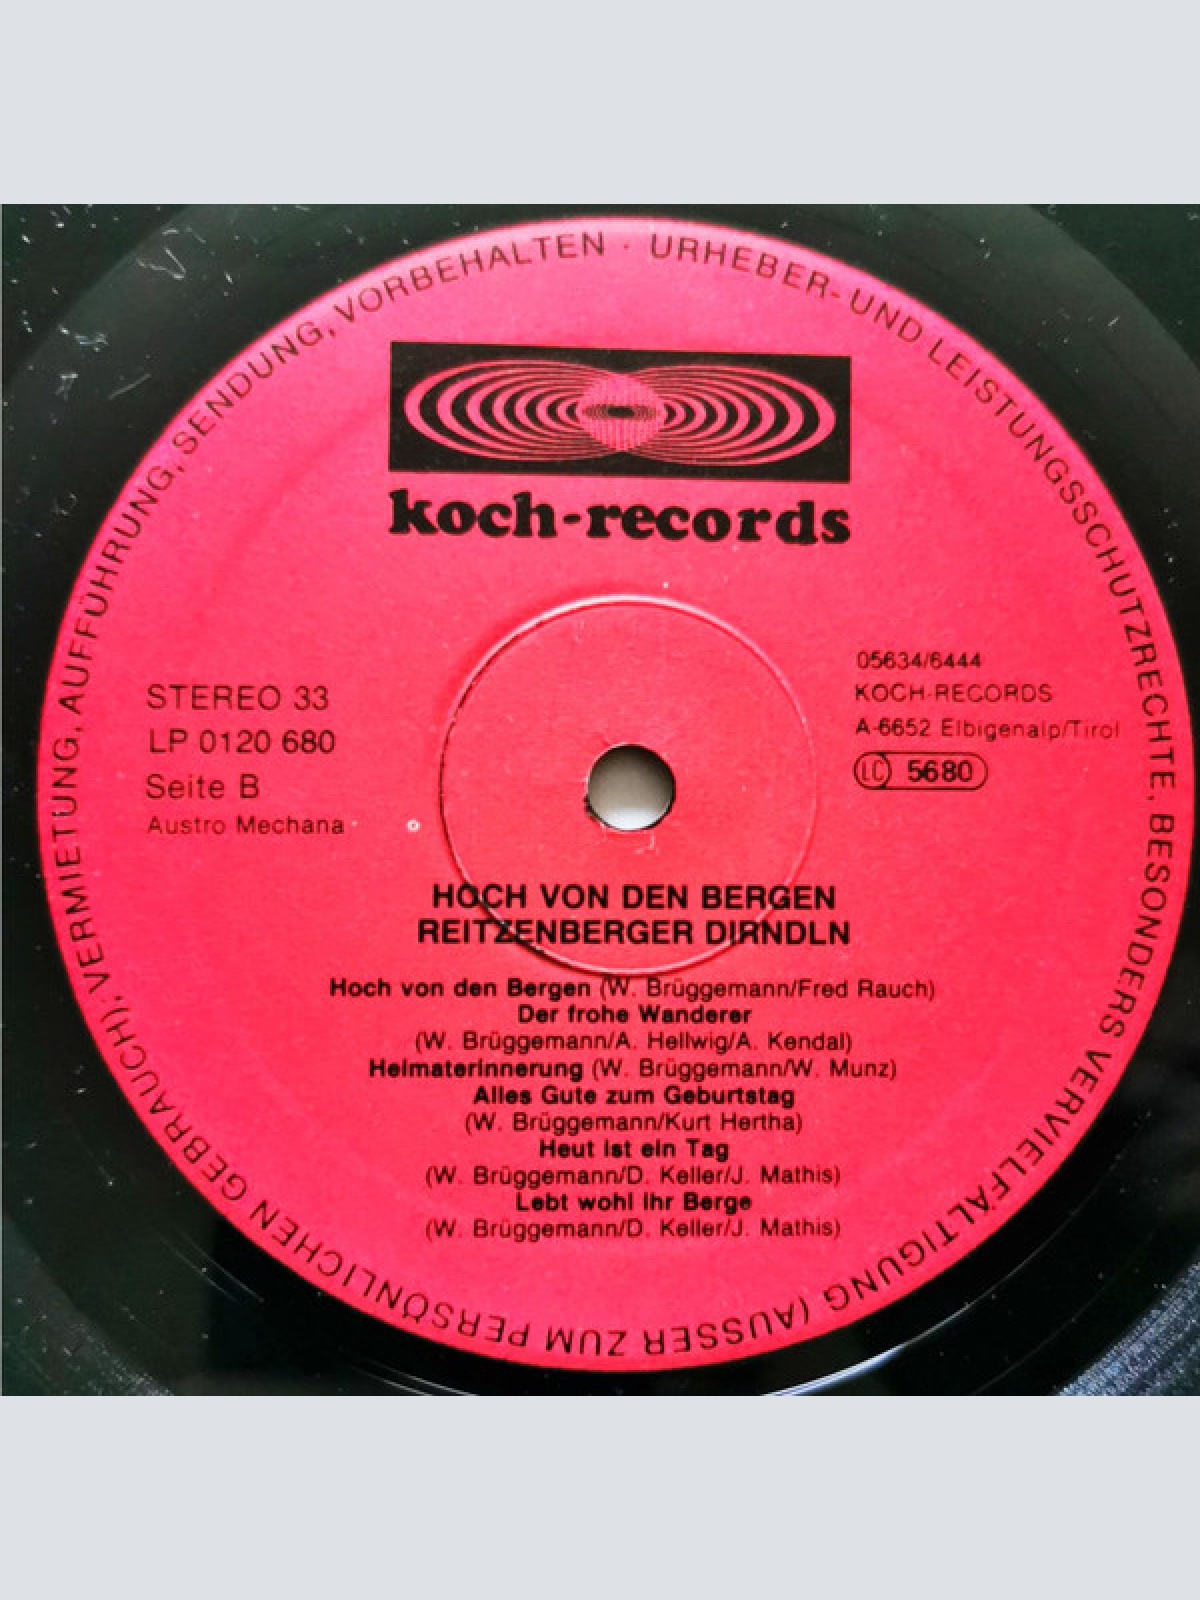 URHEBER- UND LEISTUNGSSCHUTZRECHTE, BESONDERS VERVIELFÄLTIGUNG (AUSSER ZUM PERSÖNLICHEN GEBRAUCH); VERMIETUNG, AUFFÜHRUNG, SENDUNG, VORBEHALTEN ·
koch-records
STEREO 33
LP 0120 680
Seite B
Austro Mechana
05634/6444
KOCH-RECORDS
A-6652 Elbigenalp/Tirol
LC 5680
HOCH VON DEN BERGEN
REITZENBERGER DIRNDLN
Hoch von den Bergen (W. Brüggemann/Fred Rauch)
Der frohe Wanderer
(W. Brüggemann/A. Hellwig/A. Kendal)
Heimaterinnerung (W. Brüggemann/W. Munz)
Alles Gute zum Geburtstag
(W. Brüggemann/Kurt Hertha)
Heut ist ein Tag
(W. Brüggemann/D. Keller/J. Mathis)
Lebt wohl ihr Berge
(W. Brüggemann/D. Keller/J. Mathis)